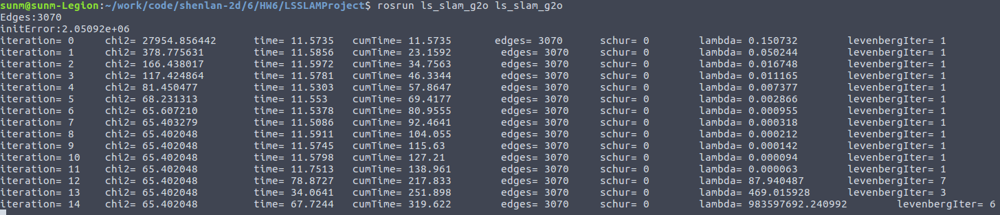 sunm@sunm-Legion:~/work/code/shenlan-2d/6/HW6/LSSLAMProject$ rosrun ls_slam_g2o ls_slam_g2o
Edges:3070
initError:2.05092e+06
iteration= 0 chi2= 27954.856442 time= 11.5735 cumTime= 11.5735 edges= 3070 schur= 0 lambda= 0.150732 levenbergIter= 1
iteration= 1 chi2= 378.775631 time= 11.5856 cumTime= 23.1592 edges= 3070 schur= 0 lambda= 0.050244 levenbergIter= 1
iteration= 2 chi2= 166.438017 time= 11.5972 cumTime= 34.7563 edges= 3070 schur= 0 lambda= 0.016748 levenbergIter= 1
iteration= 3 chi2= 117.424864 time= 11.5781 cumTime= 46.3344 edges= 3070 schur= 0 lambda= 0.011165 levenbergIter= 1
iteration= 4 chi2= 81.450477 time= 11.5303 cumTime= 57.8647 edges= 3070 schur= 0 lambda= 0.007377 levenbergIter= 1
iteration= 5 chi2= 68.231313 time= 11.553 cumTime= 69.4177 edges= 3070 schur= 0 lambda= 0.002866 levenbergIter= 1
iteration= 6 chi2= 65.607210 time= 11.5378 cumTime= 80.9555 edges= 3070 schur= 0 lambda= 0.000955 levenbergIter= 1
iteration= 7 chi2= 65.403279 time= 11.5086 cumTime= 92.4641 edges= 3070 schur= 0 lambda= 0.000318 levenbergIter= 1
iteration= 8 chi2= 65.402048 time= 11.5911 cumTime= 104.055 edges= 3070 schur= 0 lambda= 0.000212 levenbergIter= 1
iteration= 9 chi2= 65.402048 time= 11.5745 cumTime= 115.63 edges= 3070 schur= 0 lambda= 0.000142 levenbergIter= 1
iteration= 10 chi2= 65.402048 time= 11.5798 cumTime= 127.21 edges= 3070 schur= 0 lambda= 0.000094 levenbergIter= 1
iteration= 11 chi2= 65.402048 time= 11.7513 cumTime= 138.961 edges= 3070 schur= 0 lambda= 0.000063 levenbergIter= 1
iteration= 12 chi2= 65.402048 time= 78.8727 cumTime= 217.833 edges= 3070 schur= 0 lambda= 87.940487 levenbergIter= 7
iteration= 13 chi2= 65.402048 time= 34.0641 cumTime= 251.898 edges= 3070 schur= 0 lambda= 469.015928 levenbergIter= 3
iteration= 14 chi2= 65.402048 time= 67.7244 cumTime= 319.622 edges= 3070 schur= 0 lambda= 983597692.240992 levenbergIter= 6